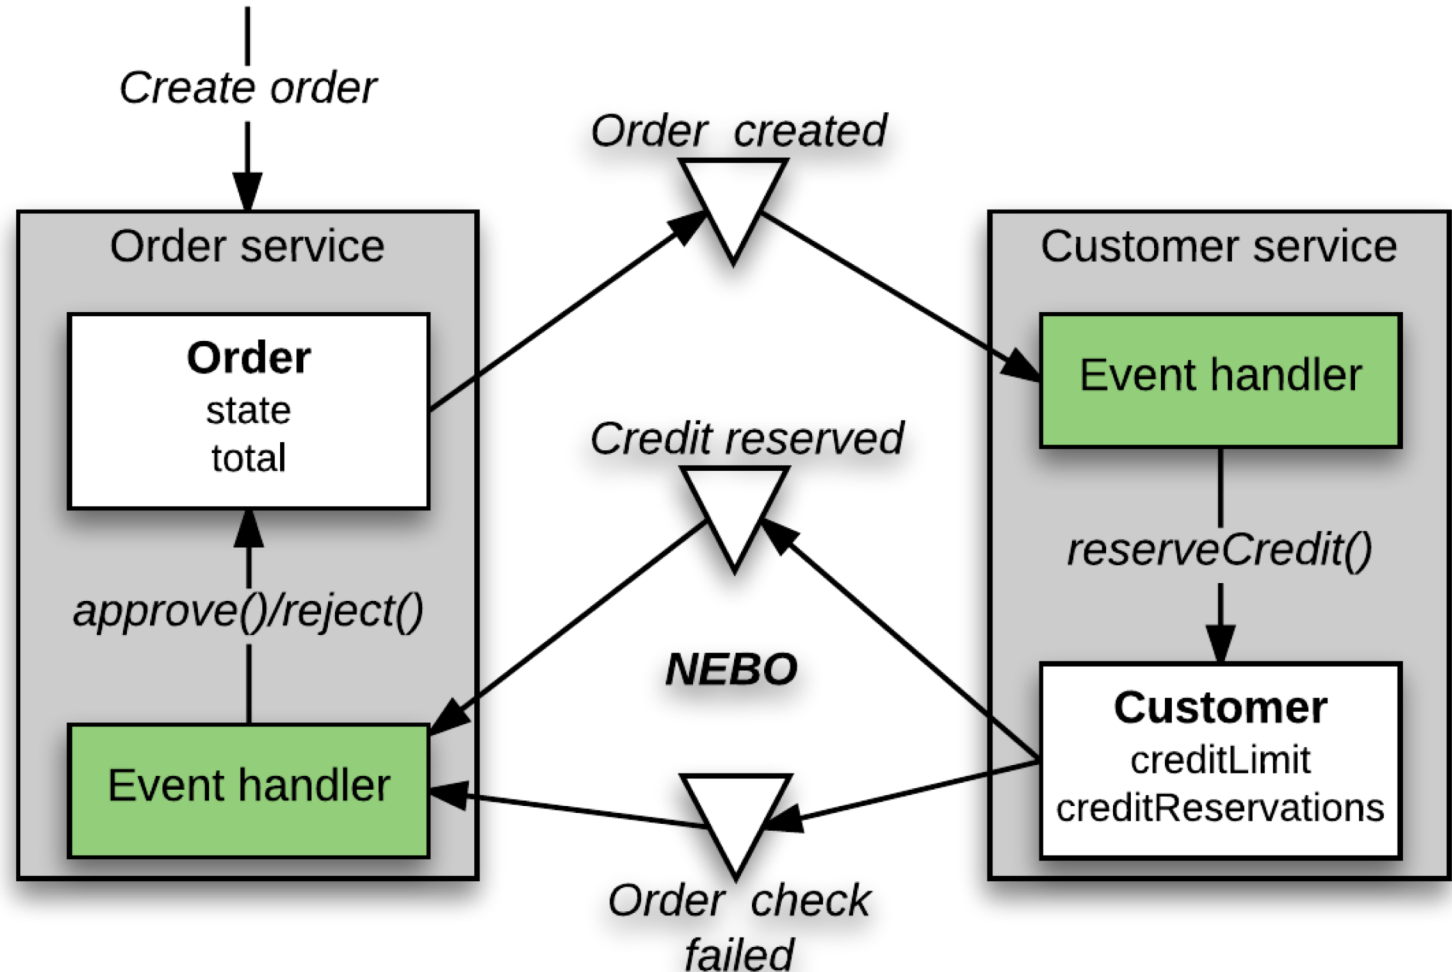 Create order
Order created
Order service
Customer service
Order
state
total
Event handler
Credit reserved
reserveCredit()
approve()/reject()
NEBO
Customer
creditLimit
creditReservations
Event handler
Order check
failed